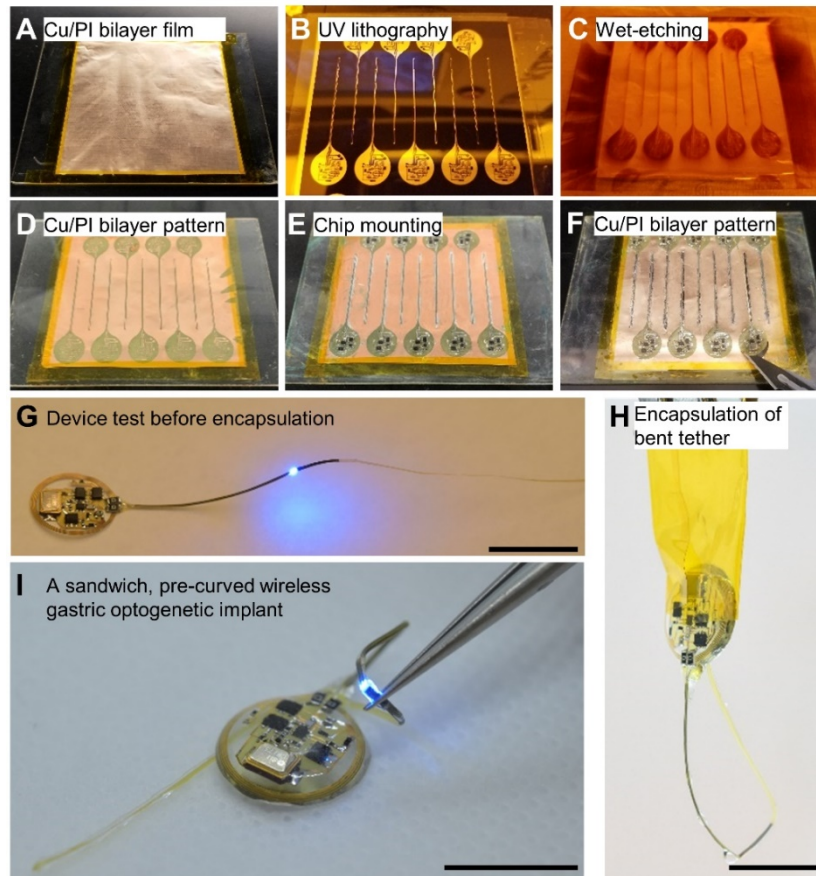 A Cu/PI bilayer film
B UV lithography
C Wet-etching
D Cu/PI bilayer pattern
E Chip mounting
F Cu/PI bilayer pattern
G Device test before encapsulation
H Encapsulation of
bent tether
I A sandwich, pre-curved wireless
gastric optogenetic implant